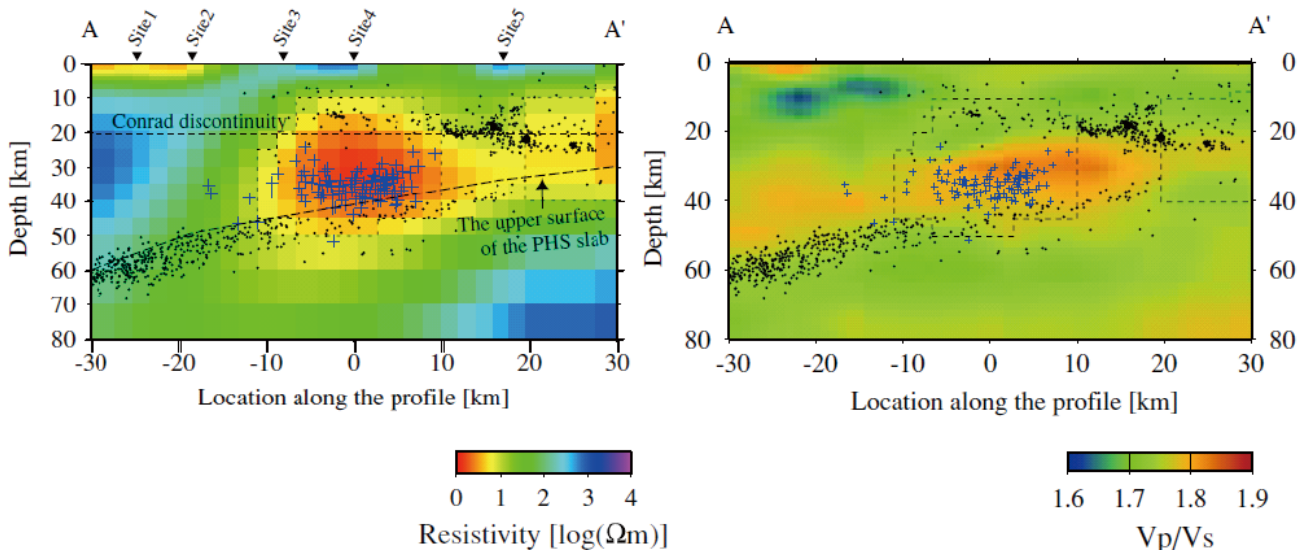 A
Site1
Site2
Site3
Site4
Site5
A'
0
10
20
30
40
50
60
70
80
Depth [km]
Conrad discontinuity
The upper surface
of the PHS slab
-30
-20
-10
0
10
20
30
Location along the profile [km]
0
1
2
3
4
Resistivity [log(Ωm)]
A
A'
0
20
40
60
80
Depth [km]
0
20
40
60
80
-30
-20
-10
0
10
20
30
Location along the profile [km]
1.6
1.7
1.8
1.9
Vp/Vs